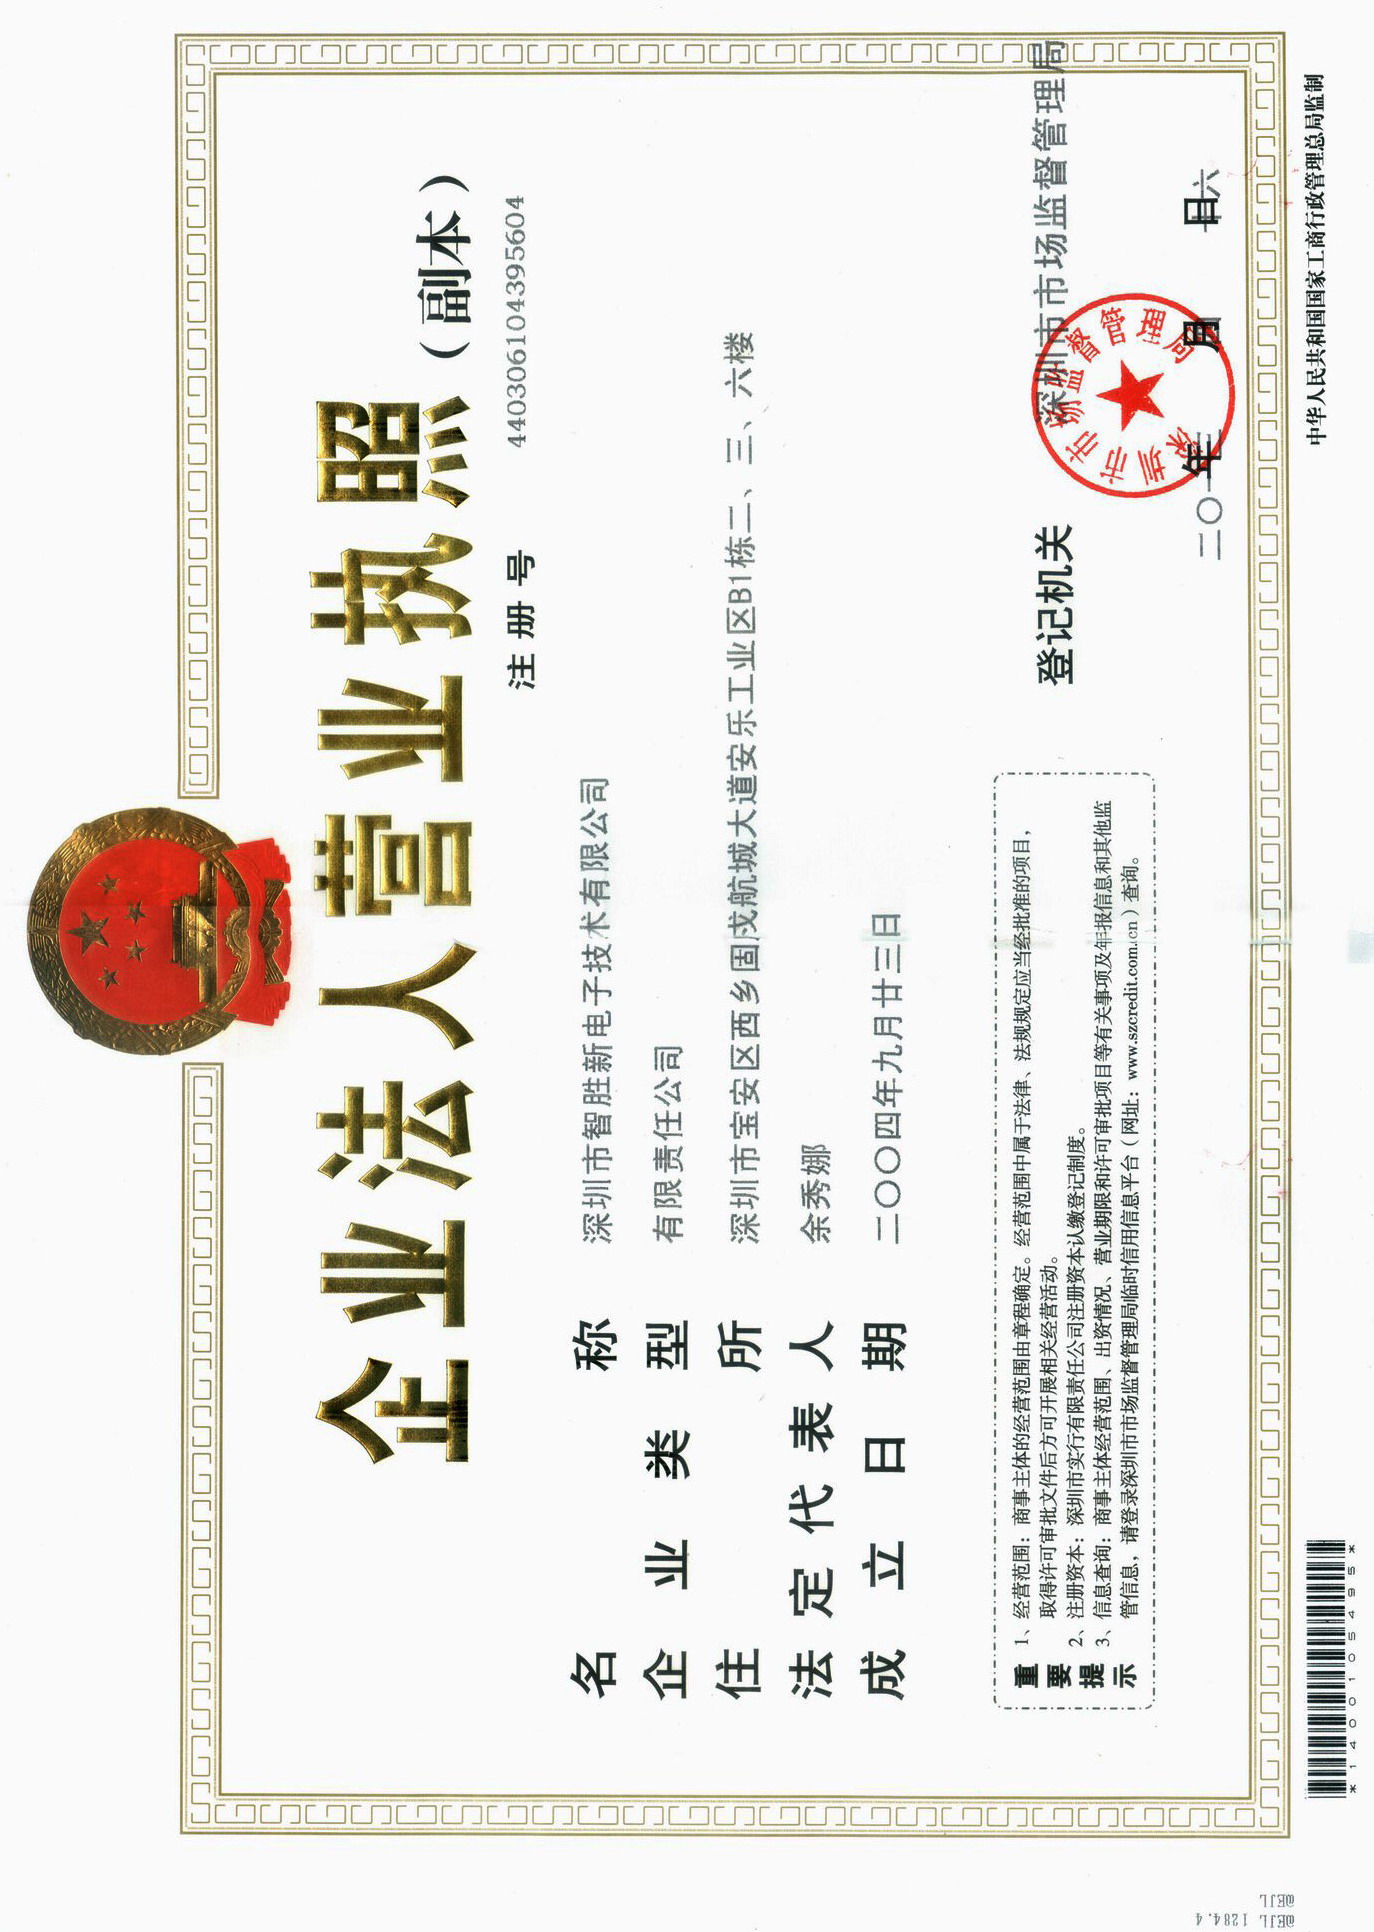 企业法人营业执照（副本）
注册号 440306104395604
名称 深圳市智胜新电子技术有限公司
企业类型 有限责任公司
住所 深圳市宝安区西乡固戍航城大道安乐工业区B1栋二、三、六楼
法定代表人 余秀娜
成立日期 二〇〇四年九月廿三日
重要提示
1、经营范围：商事主体的经营范围由章程确定。经营范围中属于法律、法规规定应当经批准的项目，
取得许可审批文件后方可开展相关经营活动。
2、注册资本：深圳市实行有限责任公司注册资本认缴登记制度。
3、信息查询：商事主体经营范围、出资情况、营业期限和许可审批项目等有关事项及年报信息和其他监
管信息，请登录深圳市市场监督管理局临时信用信息平台（网址：www.szcredit.com.cn）查询。
登记机关 深圳市市场监督管理局
深圳市市场监督管理局
二〇一三年 月 十六日
@EJL 1284.4
@EJL
*1400105495*
中华人民共和国国家工商行政管理总局监制